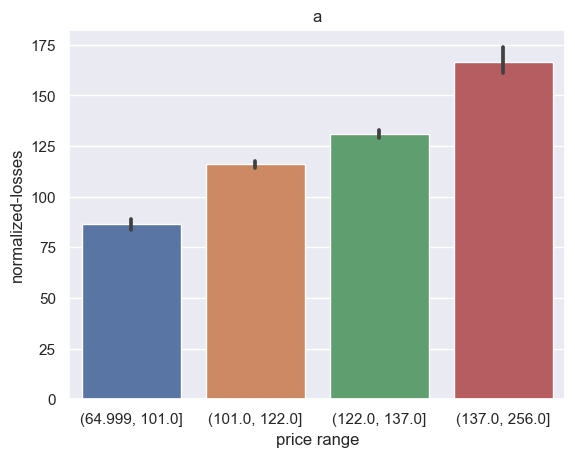 a
175
150
125
100
75
50
25
0
normalized-losses
(64.999, 101.0] (101.0, 122.0] (122.0, 137.0] (137.0, 256.0]
price range